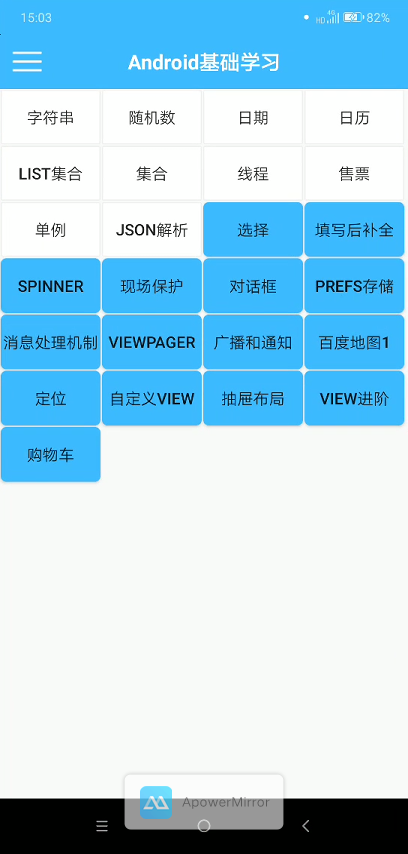 15:03
4G
HD
82%
Android基础学习
字符串 随机数 日期 日历
LIST集合 集合 线程 售票
单例 JSON解析 选择 填写后补全
SPINNER 现场保护 对话框 PREFS存储
消息处理机制 VIEWPAGER 广播和通知 百度地图1
定位 自定义VIEW 抽屉布局 VIEW进阶
购物车
ApowerMirror